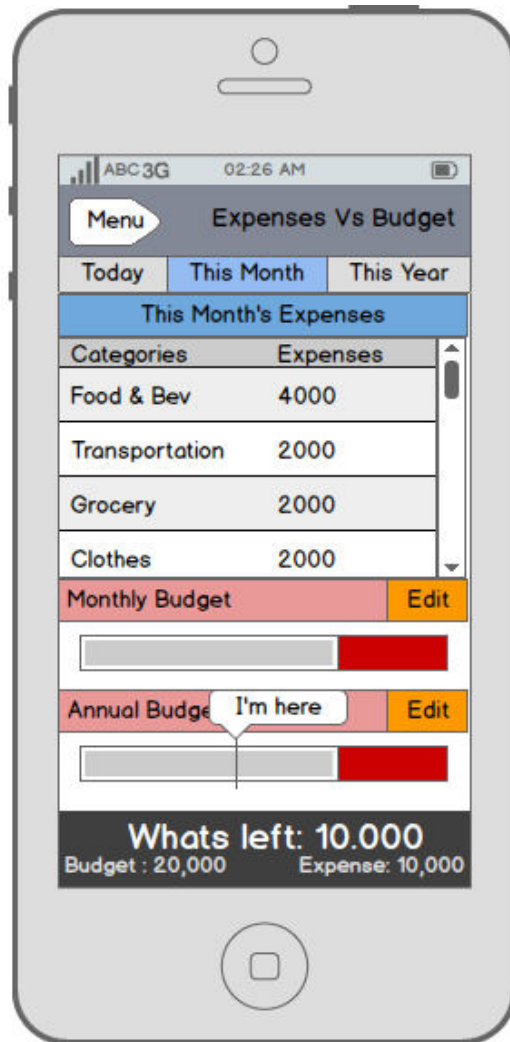 ABC 3G 02:26 AM
Menu Expenses Vs Budget
Today This Month This Year
This Month's Expenses
Categories Expenses
Food & Bev 4000
Transportation 2000
Grocery 2000
Clothes 2000
Monthly Budget Edit
Annual Budge I'm here Edit
Whats left: 10.000
Budget : 20,000 Expense: 10,000